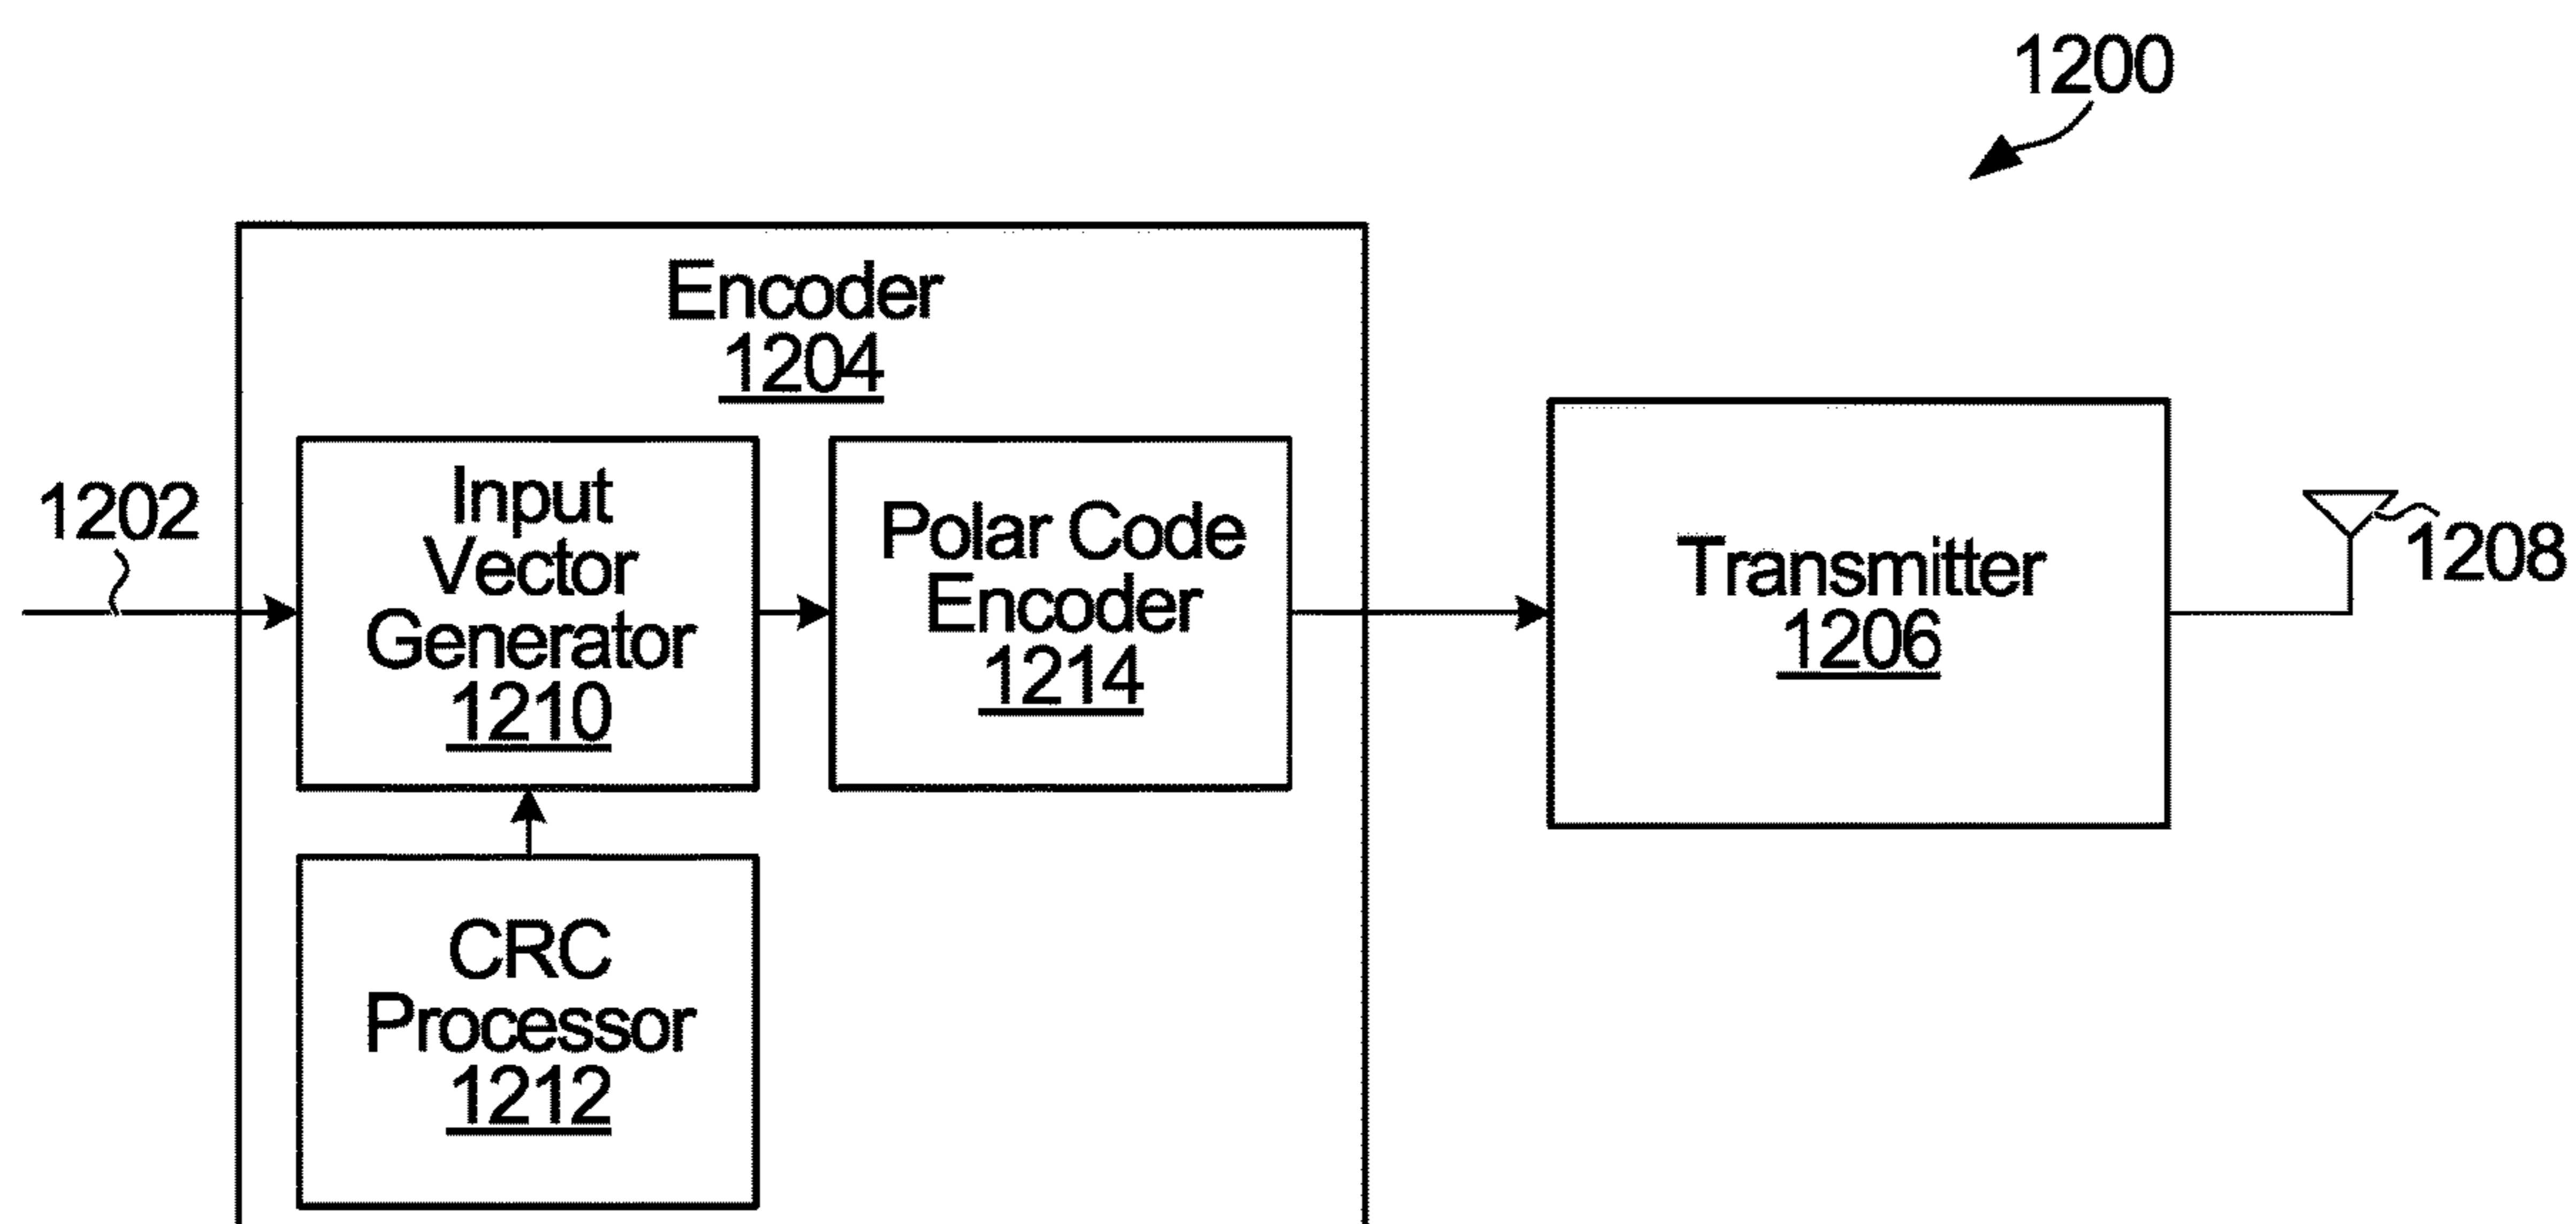 1200
Encoder
1204
1202
Input
Vector
Generator
1210
Polar Code
Encoder
1214
Transmitter
1206
1208
CRC
Processor
1212